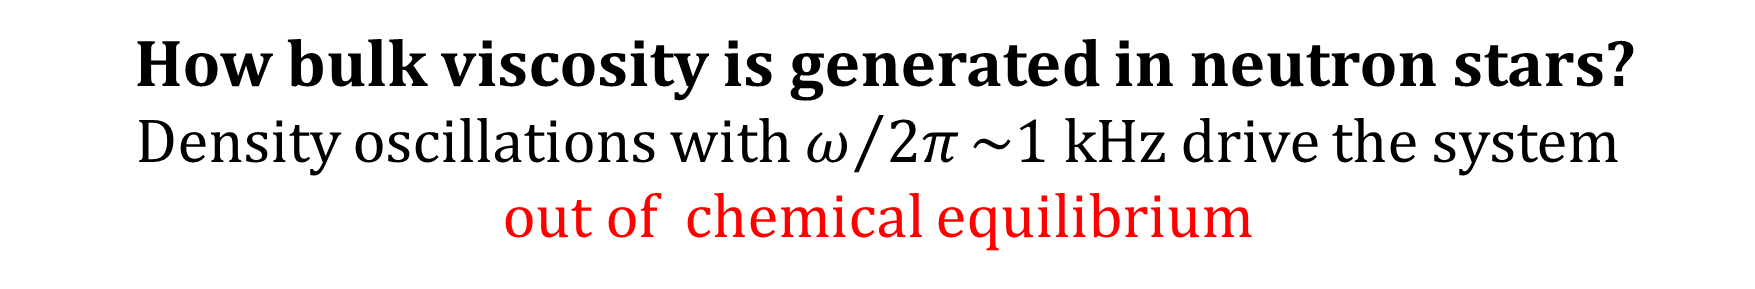 How bulk viscosity is generated in neutron stars?
Density oscillations with ω/2π ~1 kHz drive the system
out of  chemical equilibrium